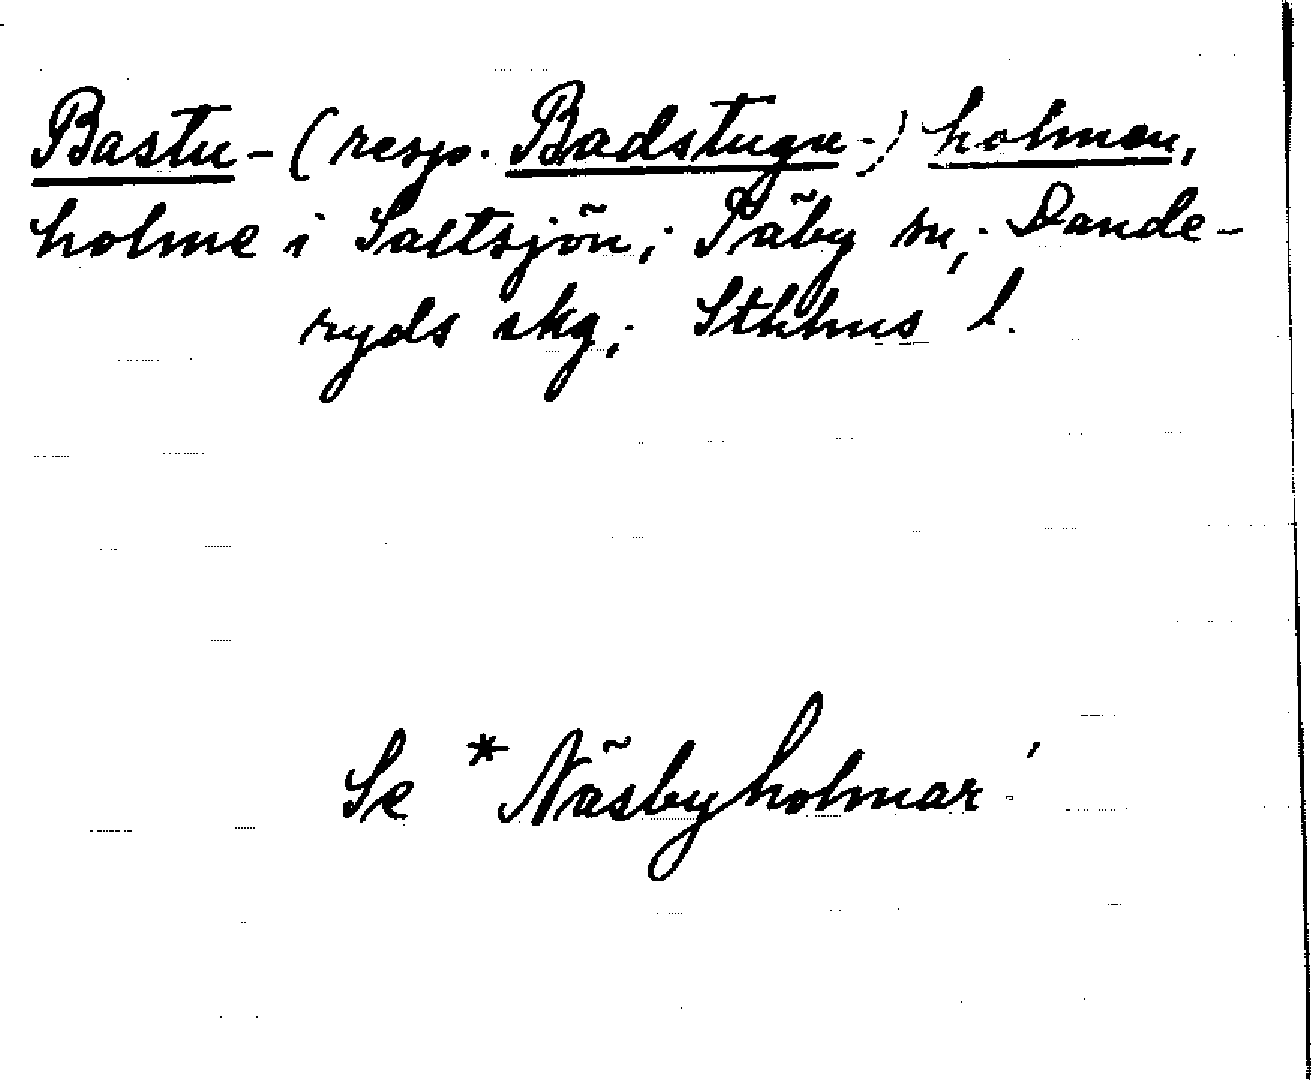 Bastu- (resp. Badstugu-) holmen,
holme i Saltsjön; Täby sn; Dande-
ryds skg; Sthlms l.
Se *Näsbyholmar